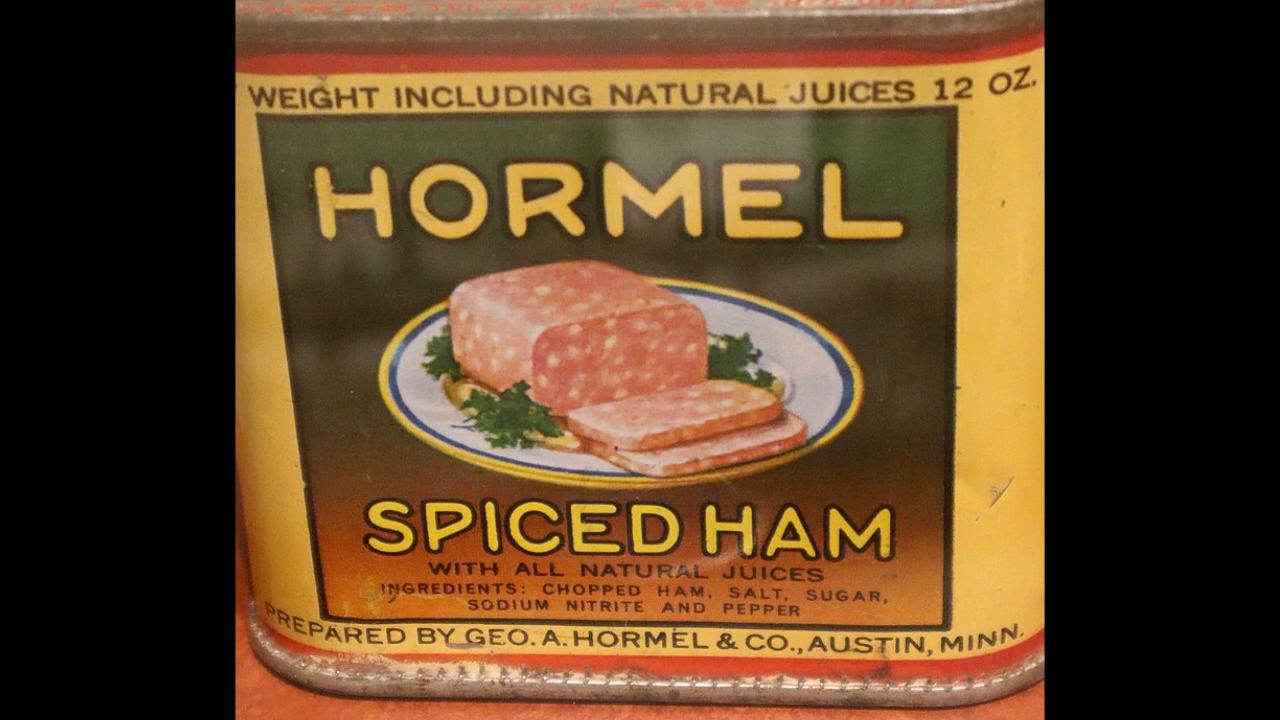 WEIGHT INCLUDING NATURAL JUICES 12 OZ.
HORMEL
SPICED HAM
WITH ALL NATURAL JUICES
INGREDIENTS: CHOPPED HAM, SALT, SUGAR,
SODIUM NITRITE AND PEPPER
PREPARED BY GEO. A. HORMEL & CO., AUSTIN, MINN.